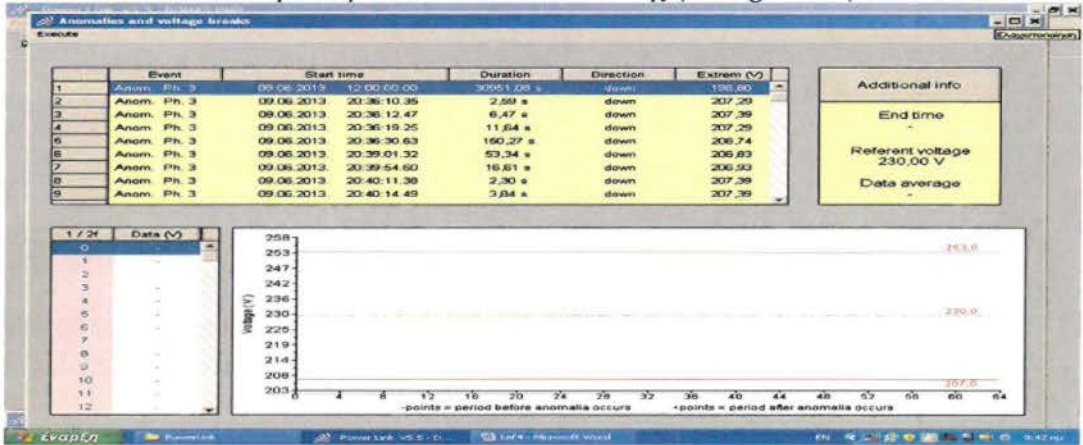 Anomalies and voltage breaks
Execute
Ελαχιστοποίηση
Event Start time Duration Direction Extrem (V)
1 Anom. Ph. 3 09.06.2013. 12:00:00.00 30951,08 s down 198,80
2 Anom. Ph. 3 09.06.2013. 20:36:10.35 2,59 s down 207,29
3 Anom. Ph. 3 09.06.2013. 20:36:12.47 6,47 s down 207,39
4 Anom. Ph. 3 09.06.2013. 20:36:19.25 11,64 s down 207,29
5 Anom. Ph. 3 09.06.2013. 20:36:30.63 160,27 s down 206,74
6 Anom. Ph. 3 09.06.2013. 20:39:01.32 53,34 s down 206,83
7 Anom. Ph. 3 09.06.2013. 20:39:54.60 16,61 s down 206,93
8 Anom. Ph. 3 09.06.2013. 20:40:11.38 2,30 s down 207,39
9 Anom. Ph. 3 09.06.2013. 20:40:14.49 3,84 s down 207,39
Additional info
End time
-
Referent voltage
230,00 V
Data average
-
1 / 2f Data (V)
0 -
1 -
2 -
3 -
4 -
5 -
6 -
7 -
8 -
9 -
10 -
11 -
12 -
Voltage (V)
258
253
247
242
236
230
225
219
214
208
203
253,0
230,0
207,0
0 4 8 12 16 20 24 28 32 36 40 44 48 52 56 60 64
-points = period before anomalia occurs +points = period after anomalia occurs
έναρξη PowerLink Power Link v5.5 - Microsoft Word EN 9:42 πμ